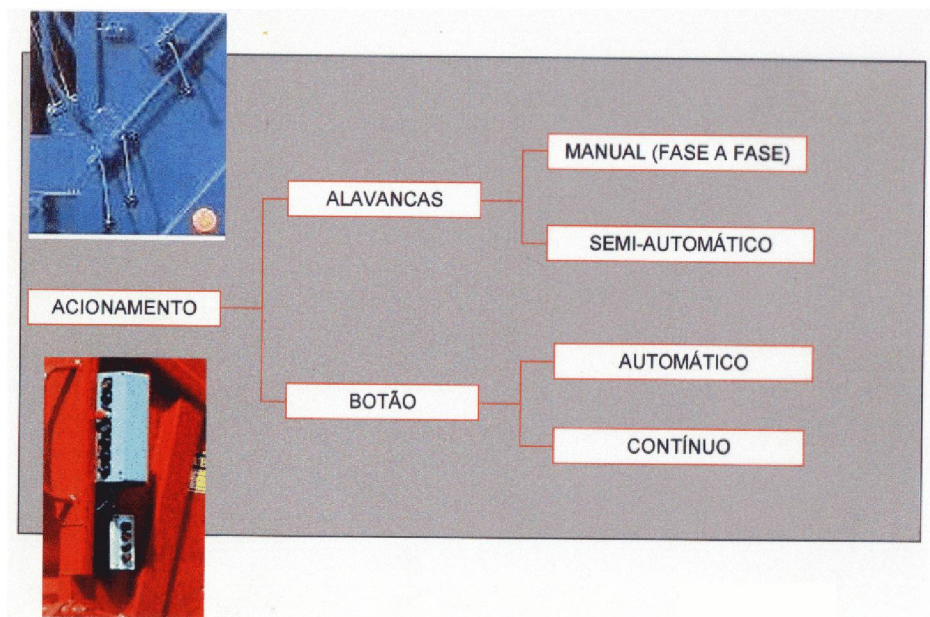 MANUAL (FASE A FASE)
ALAVANCAS
SEMI-AUTOMÁTICO
ACIONAMENTO
AUTOMÁTICO
BOTÃO
CONTÍNUO